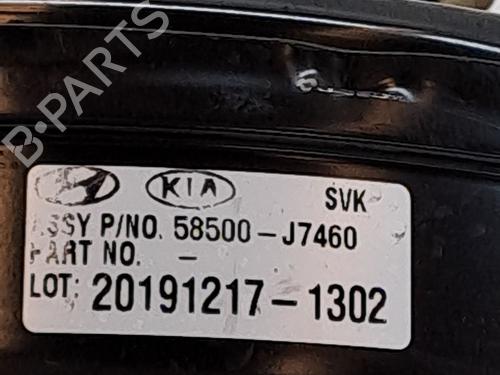 B-PARTS
KIA
SVK
ASSY P/NO. 58500-J7460
PART NO. -
LOT: 20191217-1302